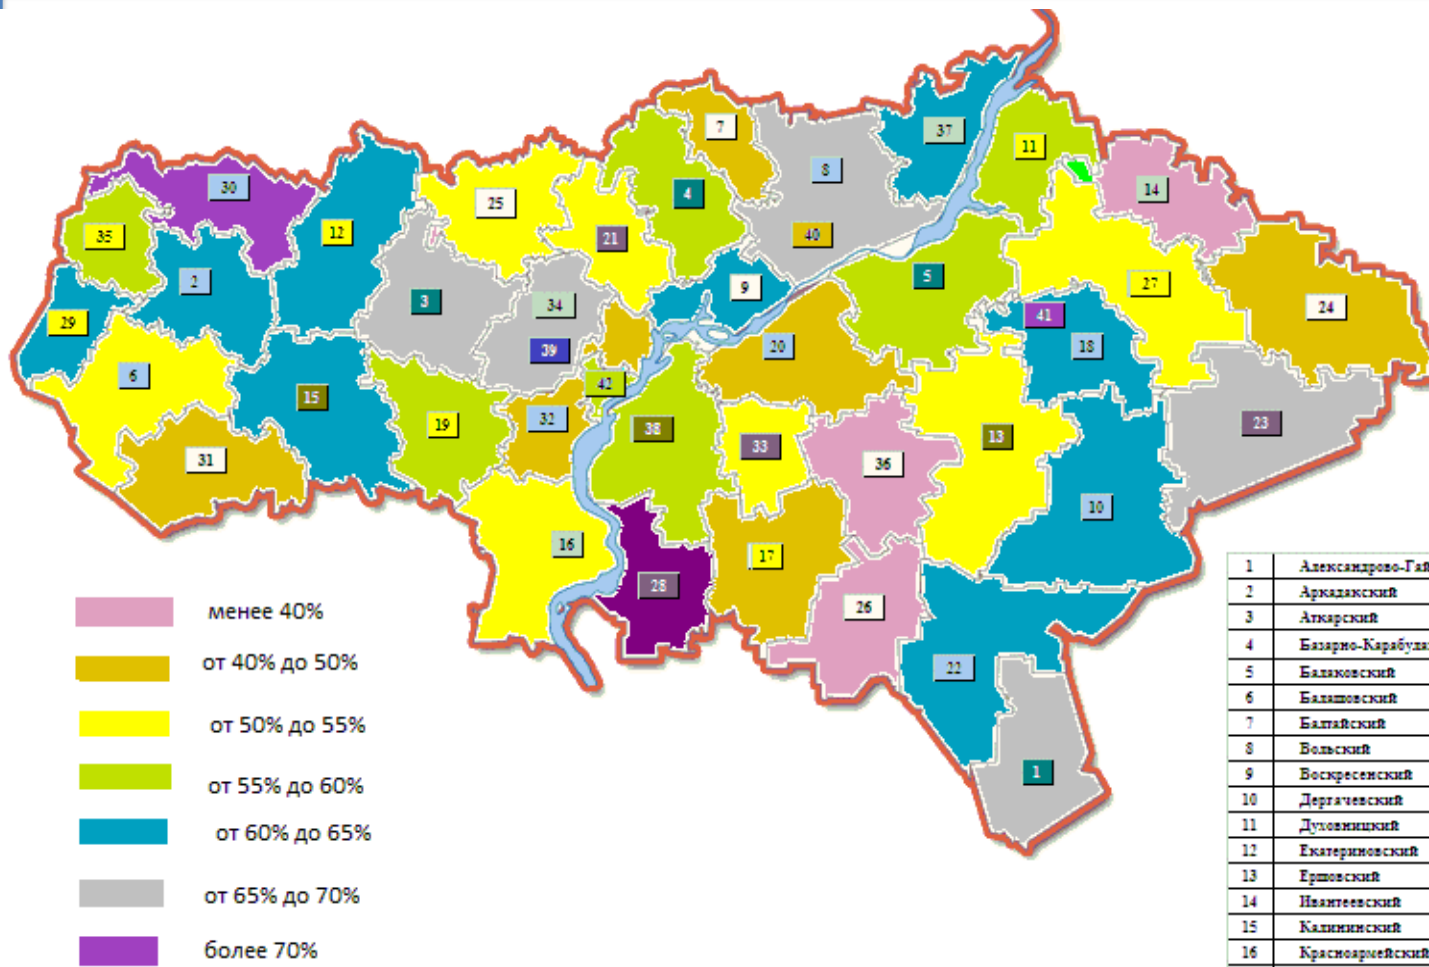 37
7
11
8
4
14
30
25
12
35
21
40
2
5
9
27
3
34
24
29
41
39
20
18
6
42
15
32
19
38
23
13
33
31
36
10
16
17
28
26
22
1
менее 40%
от 40% до 50%
от 50% до 55%
от 55% до 60%
от 60% до 65%
от 65% до 70%
более 70%
1 Александрово-Гай
2 Аркадакский
3 Аткарский
4 Базарно-Карабула
5 Балаковский
6 Балашовский
7 Балтайский
8 Вольский
9 Воскресенский
10 Дергачевский
11 Духовницкий
12 Екатериновский
13 Ершовский
14 Ивантеевский
15 Калининский
16 Красноармейский